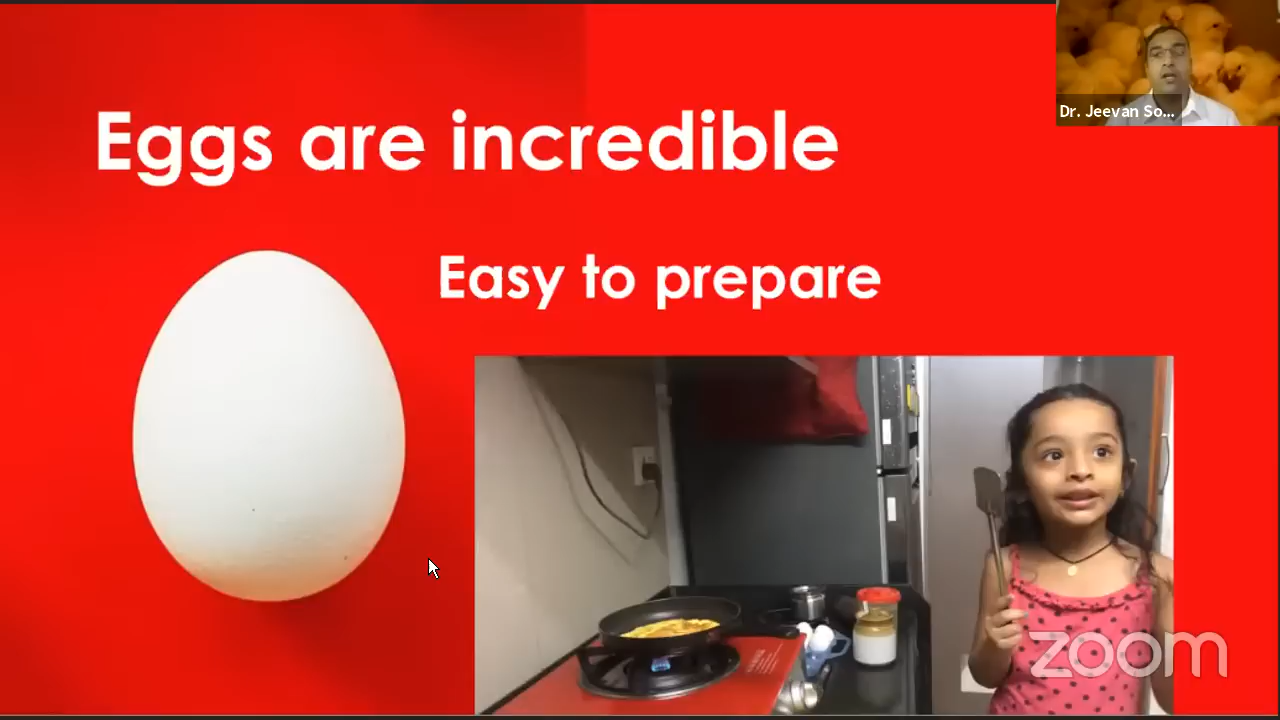 Eggs are incredible
Dr. Jeevan So...
Easy to prepare
zoom